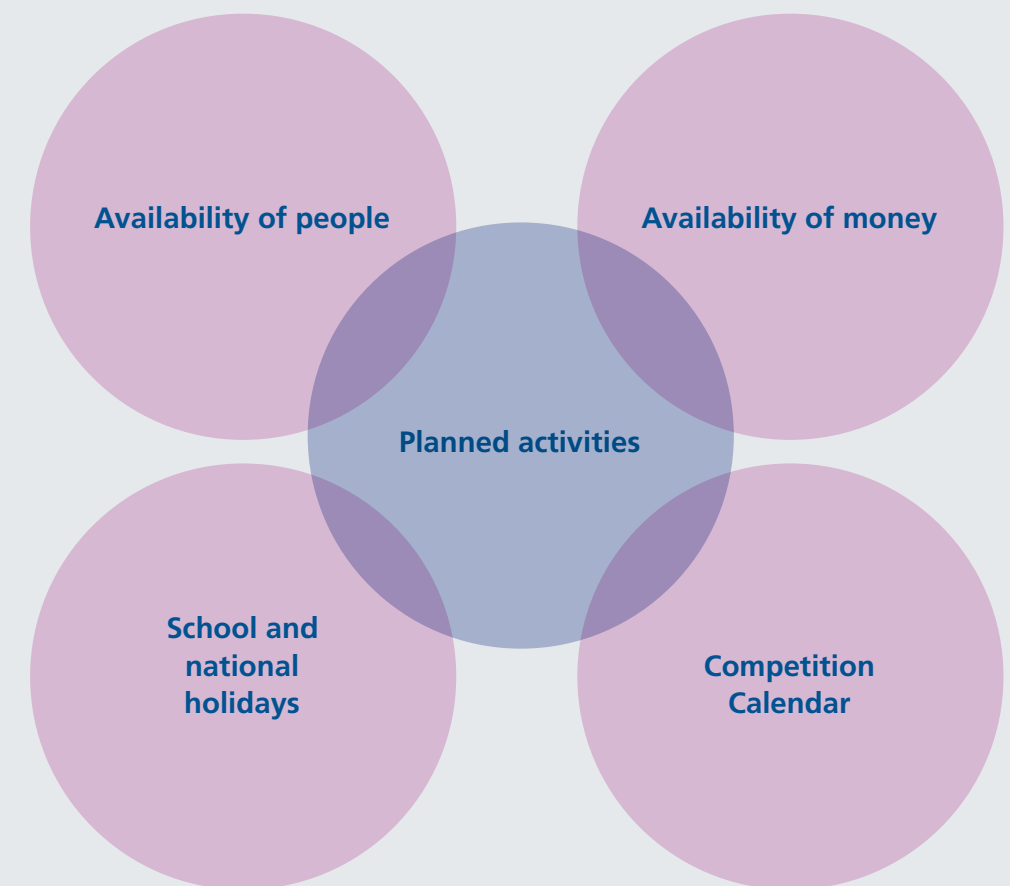 Availability of people
Availability of money
Planned activities
School and
national
holidays
Competition
Calendar